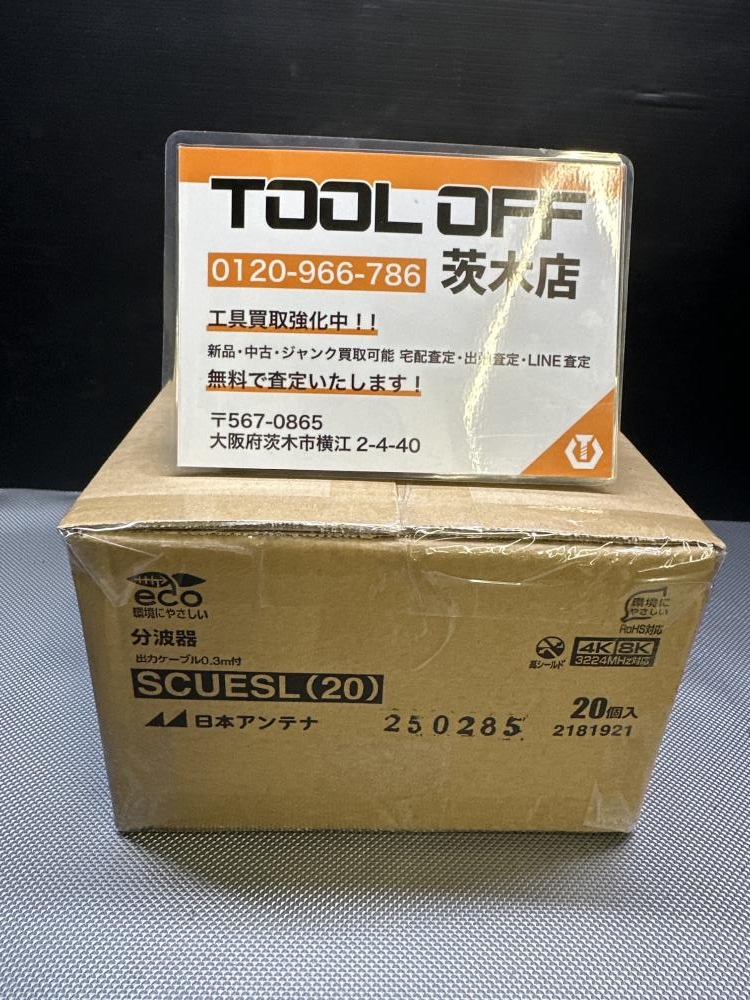 TOOL OFF
0120-966-786 茨木店
工具買取強化中!!
新品・中古・ジャンク買取可能 宅配査定・出張査定・LINE査定
無料で査定いたします!
〒567-0865
大阪府茨木市横江 2-4-40
eco
環境にやさしい
分波器
出力ケーブル0.3m付
SCUESL(20)
日本アンテナ
250285
環境に
やさしい
RoHS対応
高シールド
4K 8K
3224MHz対応
20個入
2181921